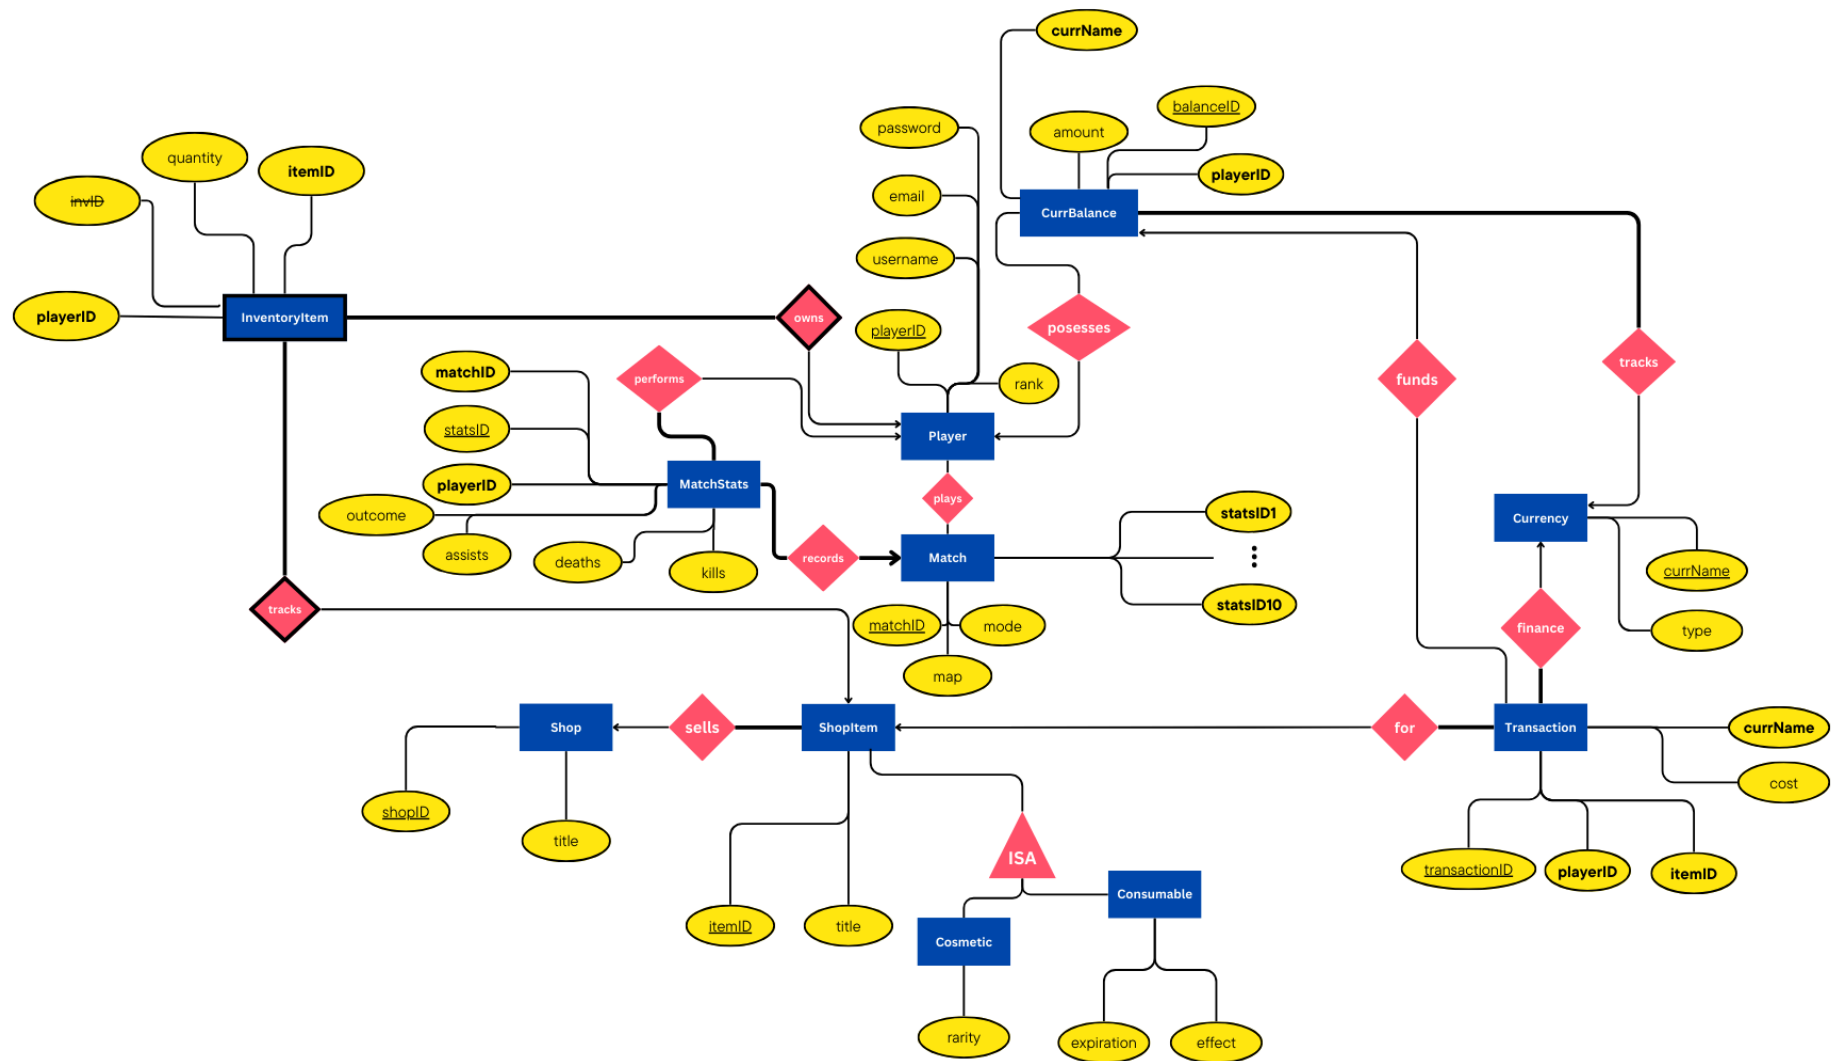 currName
balanceID
password
amount
quantity
itemID
playerID
email
invID
CurrBalance
username
InventoryItem
playerID
owns
playerID
posesses
tracks
matchID
performs
rank
funds
statsID
Player
playerID
MatchStats
plays
outcome
statsID1
Currency
assists
deaths
kills
records
Match
currName
statsID10
tracks
matchID
mode
finance
type
map
Shop
sells
ShopItem
for
Transaction
currName
cost
shopID
title
ISA
transactionID
playerID
itemID
Consumable
itemID
title
Cosmetic
rarity
expiration
effect